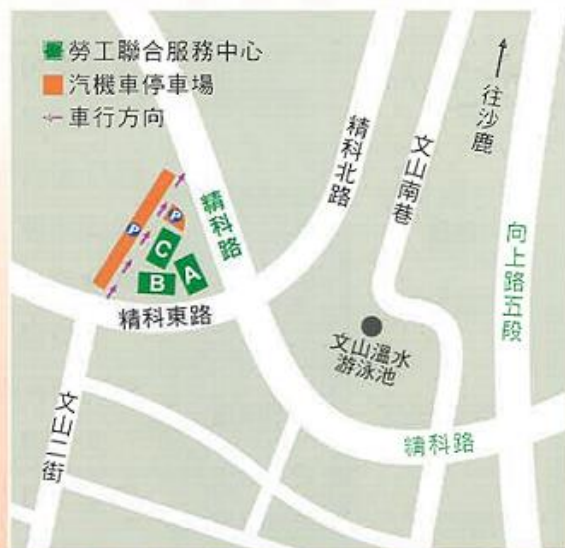 勞工聯合服務中心
汽機車停車場
車行方向
往沙鹿
精科北路
文山南巷
精科路
向上路五段
P
P
C
A
B
精科東路
文山溫水
游泳池
文山二街
精科路